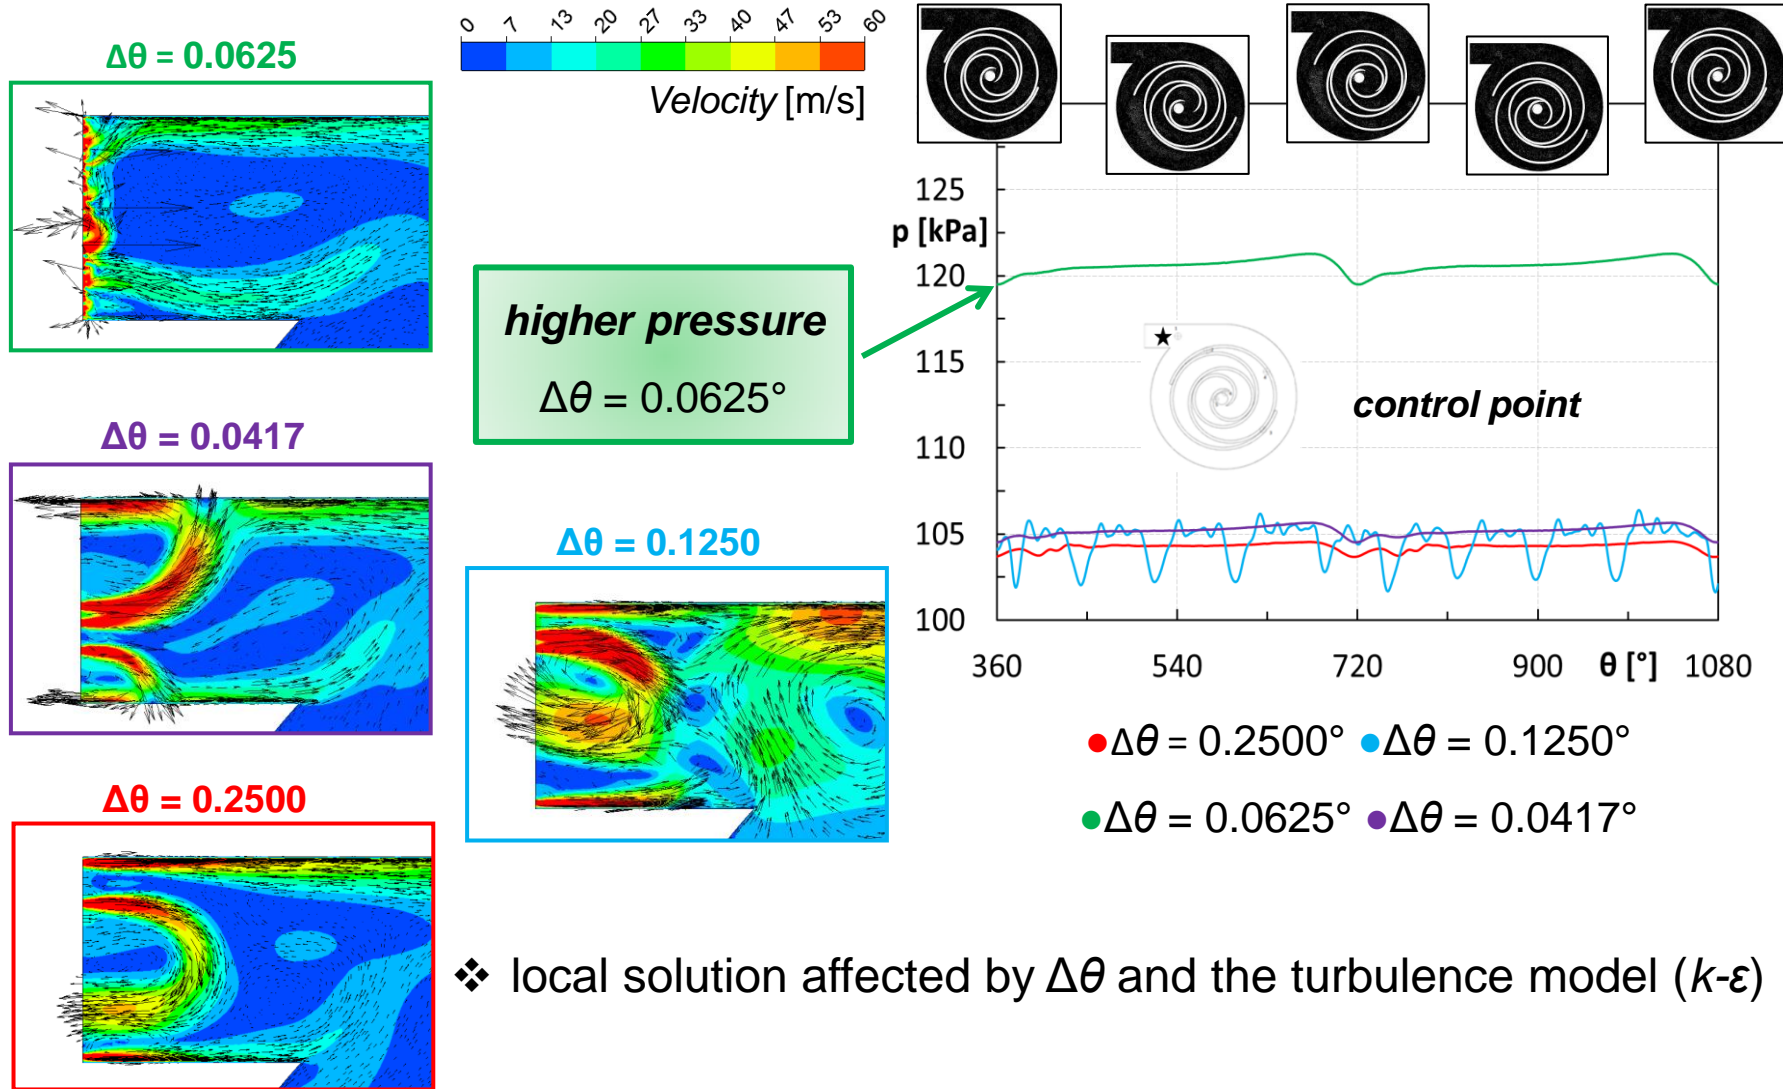 Δθ = 0.0625
0 7 13 20 27 33 40 47 53 60
Velocity [m/s]
higher pressure
Δθ = 0.0625°
Δθ = 0.0417
Δθ = 0.1250
Δθ = 0.2500
125
p [kPa]
120
115
control point
110
105
100
360 540 720 900 θ [°] 1080
Δθ = 0.2500° Δθ = 0.1250°
Δθ = 0.0625° Δθ = 0.0417°
❖ local solution affected by Δθ and the turbulence model (k-ε)